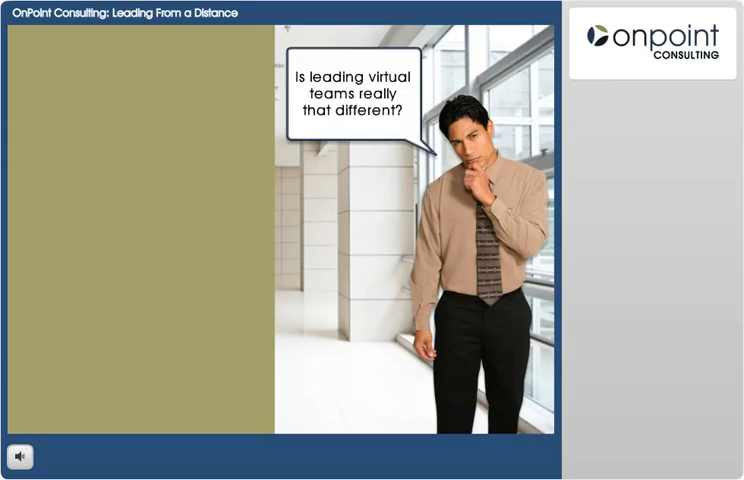 OnPoint Consulting: Leading From a Distance
onpoint
CONSULTING
Is leading virtual
teams really
that different?